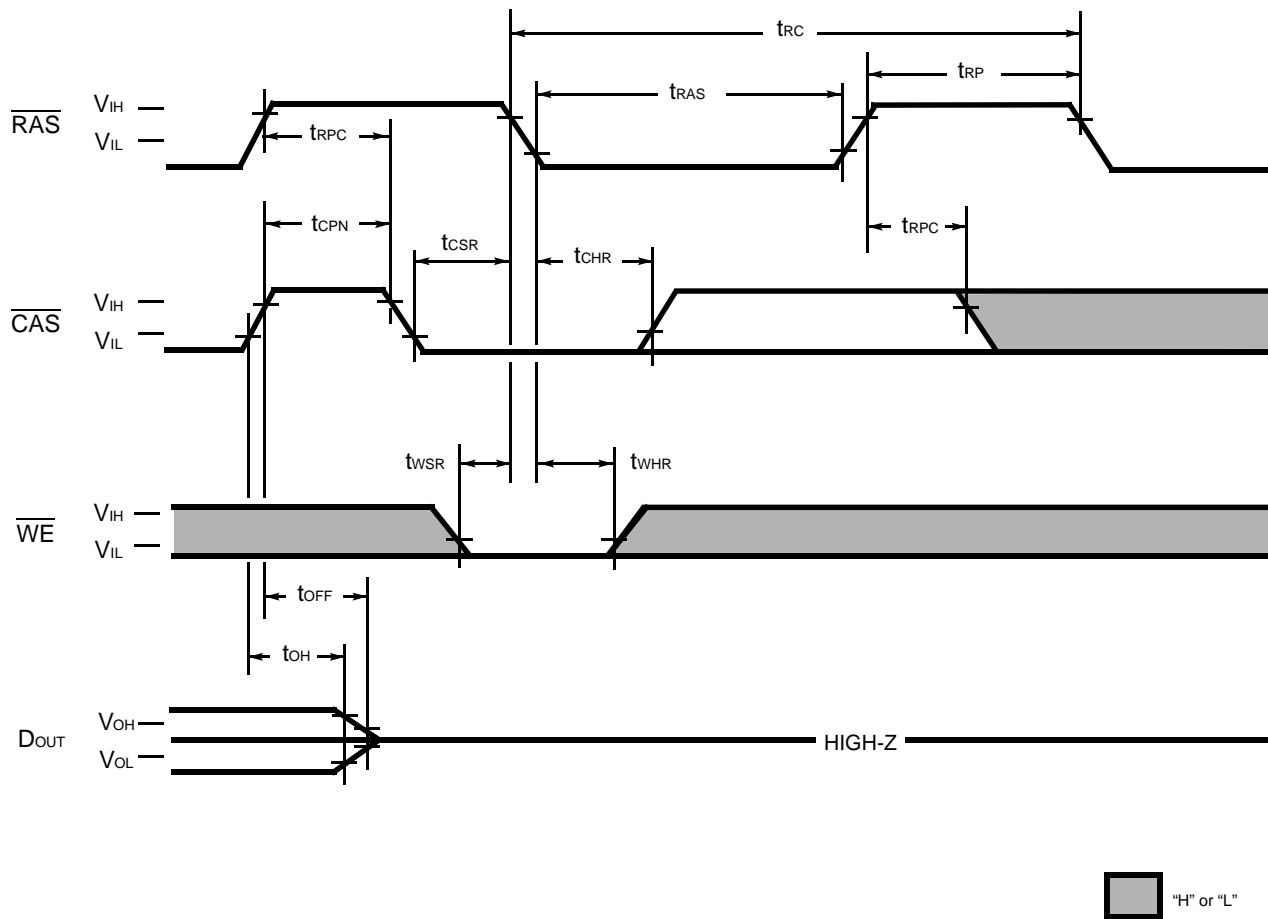 tRC
tRP
tRAS
RAS
VIH
VIL
tRPC
tCPN
tCSR
tCHR
tRPC
CAS
VIH
VIL
tWSR
tWHR
WE
VIH
VIL
tOFF
tOH
DOUT
VOH
VOL
HIGH-Z
“H” or “L”